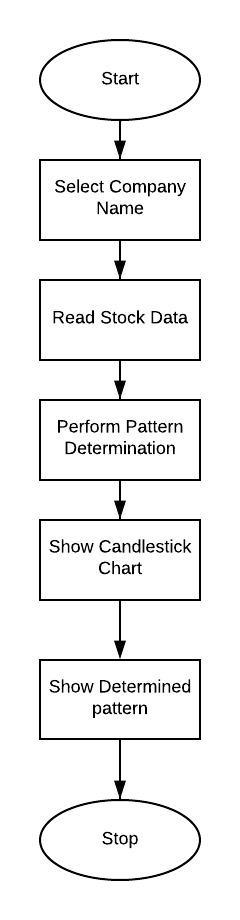 Start
Select Company
Name
Read Stock Data
Perform Pattern
Determination
Show Candlestick
Chart
Show Determined
pattern
Stop